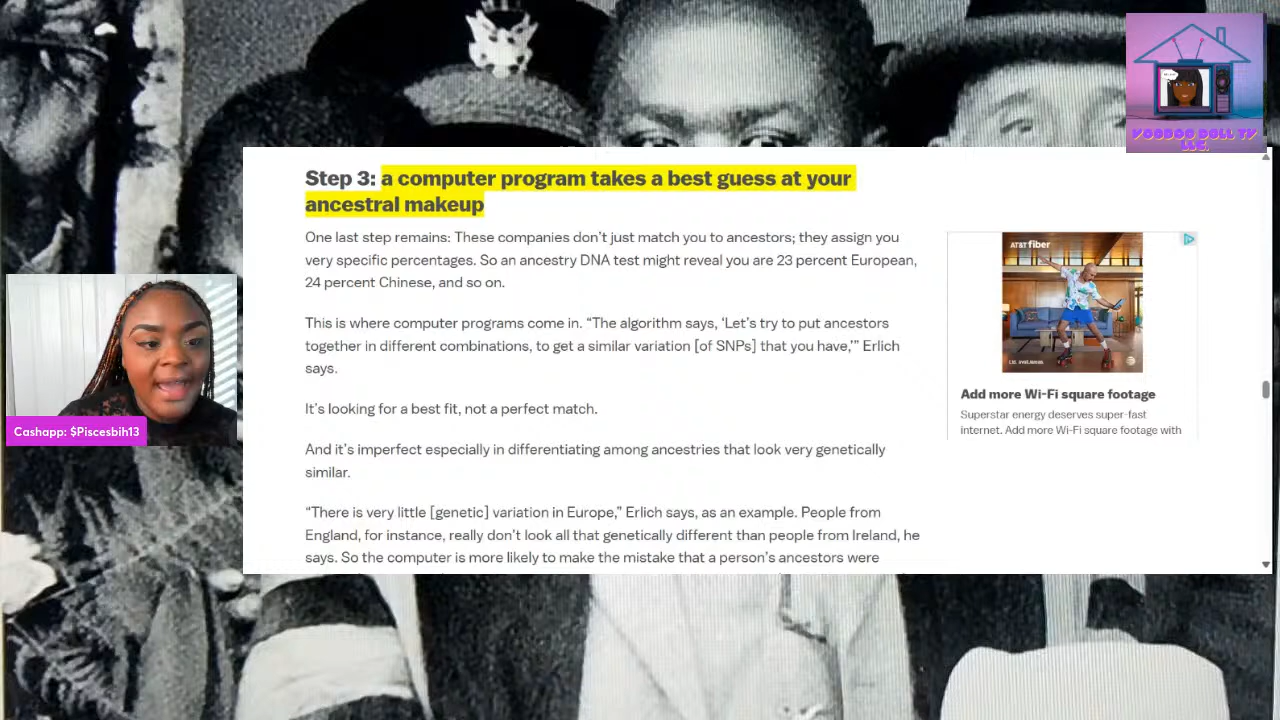 VOODOO DOLL TV
LLC.
Step 3: a computer program takes a best guess at your
ancestral makeup
One last step remains: These companies don’t just match you to ancestors; they assign you
very specific percentages. So an ancestry DNA test might reveal you are 23 percent European,
24 percent Chinese, and so on.
This is where computer programs come in. “The algorithm says, ‘Let’s try to put ancestors
together in different combinations, to get a similar variation [of SNPs] that you have,’” Erlich
says.
It’s looking for a best fit, not a perfect match.
And it’s imperfect especially in differentiating among ancestries that look very genetically
similar.
“There is very little [genetic] variation in Europe,” Erlich says, as an example. People from
England, for instance, really don’t look all that genetically different than people from Ireland, he
says. So the computer is more likely to make the mistake that a person’s ancestors were
AT&T fiber
Add more Wi-Fi square footage
Superstar energy deserves super-fast
internet. Add more Wi-Fi square footage with
Cashapp: $Piscesbih13